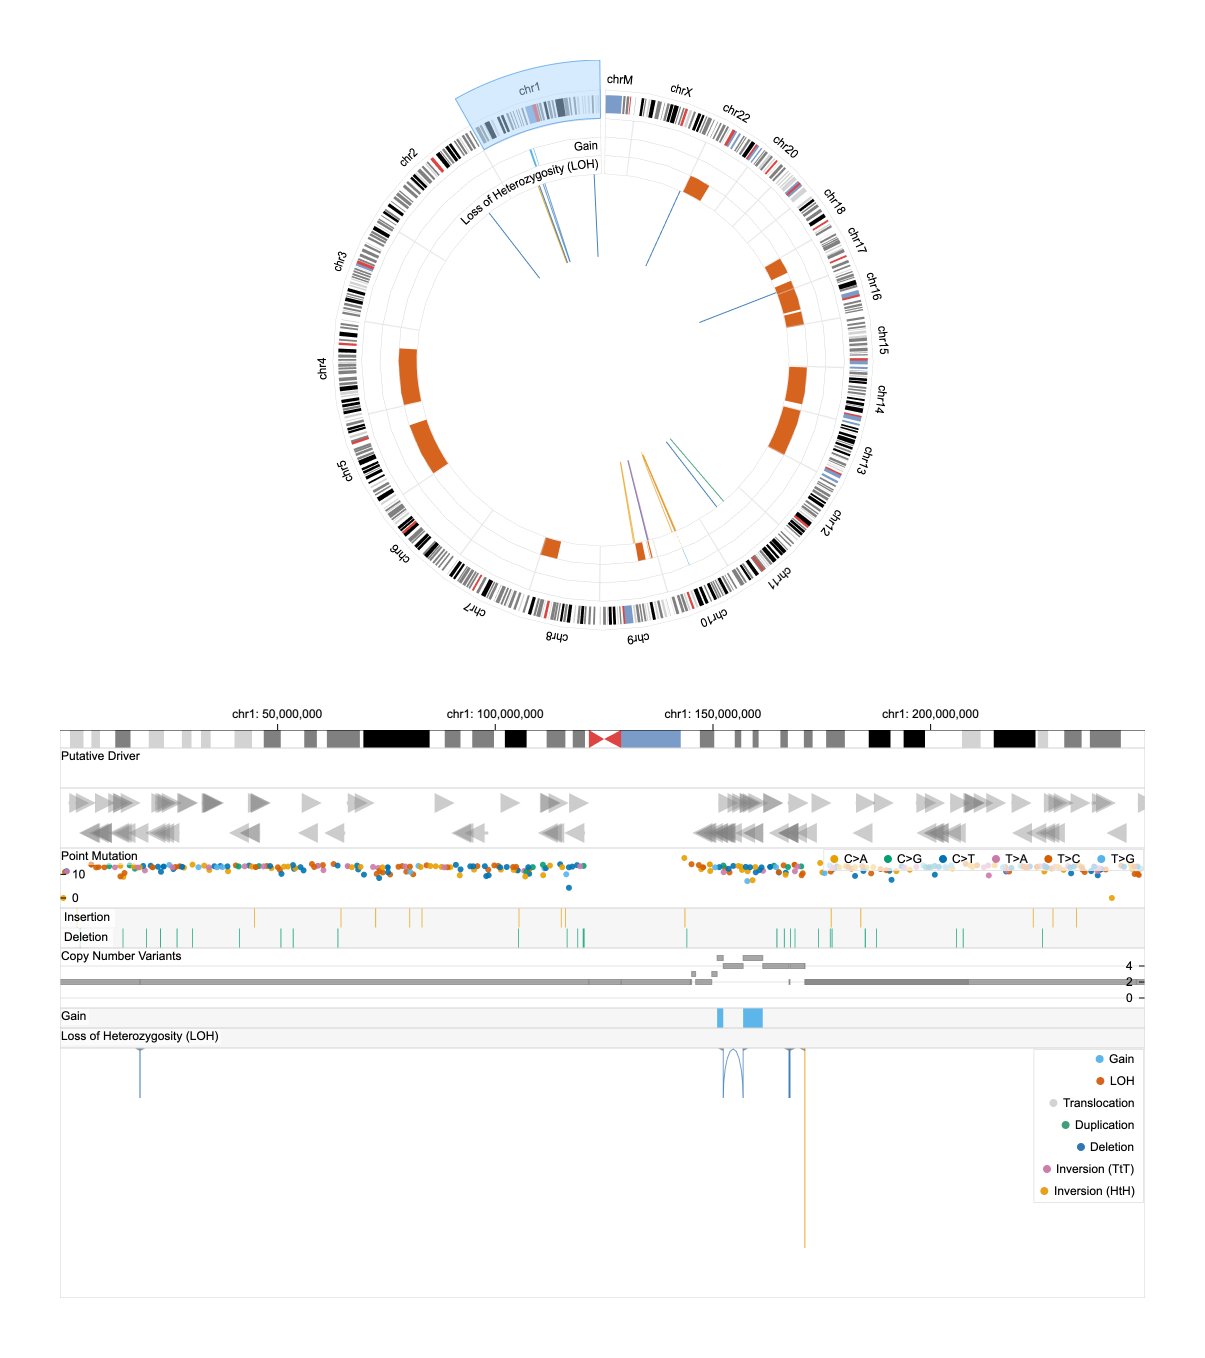 chrM
chrX
chr22
chr20
chr18
chr17
chr16
chr15
chr14
chr13
chr12
chr11
chr10
chr9
chr8
chr7
chr6
chr5
chr4
chr3
chr2
chr1
Gain
Loss of Heterozygosity (LOH)
chr1: 50,000,000
chr1: 100,000,000
chr1: 150,000,000
chr1: 200,000,000
Putative Driver
Point Mutation
C>A
C>G
C>T
T>A
T>C
T>G
10
0
Insertion
Deletion
Copy Number Variants
4
2
0
Gain
Loss of Heterozygosity (LOH)
Gain
LOH
Translocation
Duplication
Deletion
Inversion (TtT)
Inversion (HtH)